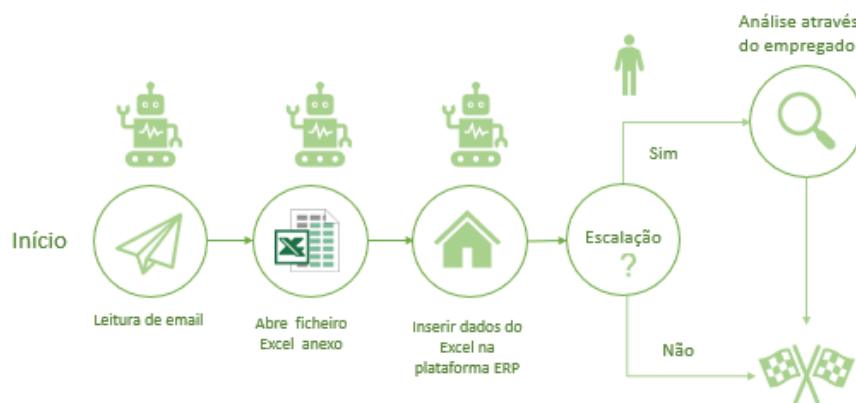 Análise através
do empregado
Sim
Início
Escalação
?
Leitura de email
Abre ficheiro
Excel anexo
Inserir dados do
Excel na
plataforma ERP
Não